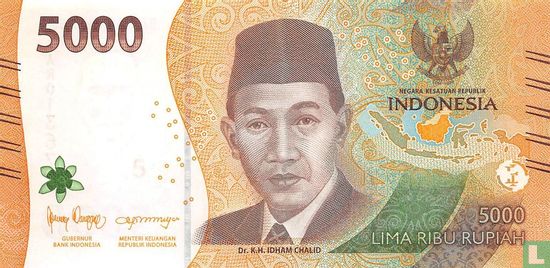 5000
NEGARA KESATUAN REPUBLIK
INDONESIA
GUBERNUR
BANK INDONESIA
MENTERI KEUANGAN
REPUBLIK INDONESIA
Dr. K.H. IDHAM CHALID
5000
LIMA RIBU RUPIAH